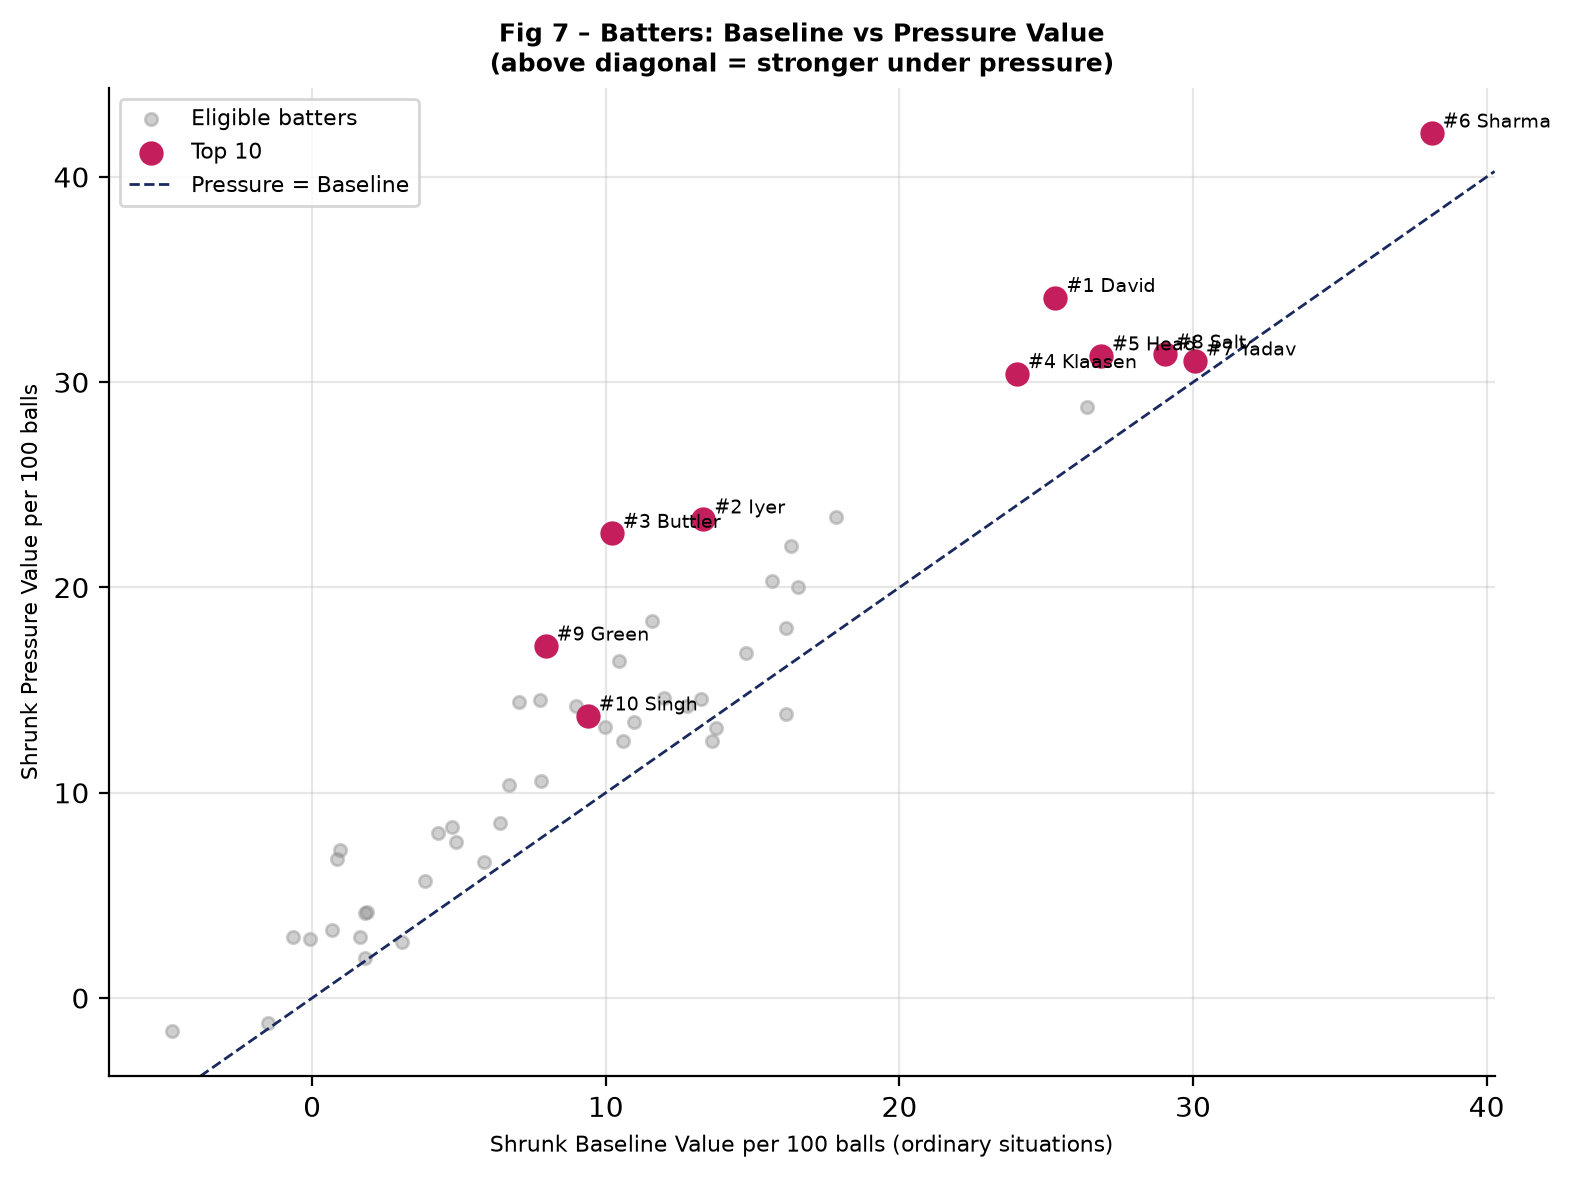 Fig 7 – Batters: Baseline vs Pressure Value
(above diagonal = stronger under pressure)
Eligible batters
Top 10
Pressure = Baseline
Shrunk Pressure Value per 100 balls
40
30
20
10
0
#6 Sharma
#1 David
#5 Head
#8 Salt
#7 Yadav
#4 Klaasen
#2 Iyer
#3 Buttler
#9 Green
#10 Singh
0
10
20
30
40
Shrunk Baseline Value per 100 balls (ordinary situations)